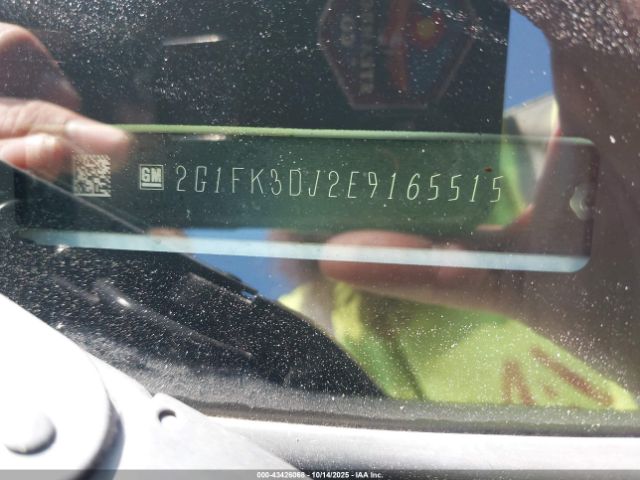 GM 2G1FK3DJ2E9165515
000-43426066 | 10/14/2025 - IAA Inc.